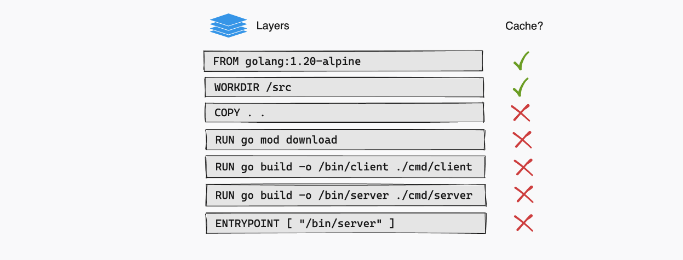 Layers Cache?
FROM golang:1.20-alpine
WORKDIR /src
COPY . .
RUN go mod download
RUN go build -o /bin/client ./cmd/client
RUN go build -o /bin/server ./cmd/server
ENTRYPOINT [ "/bin/server" ]